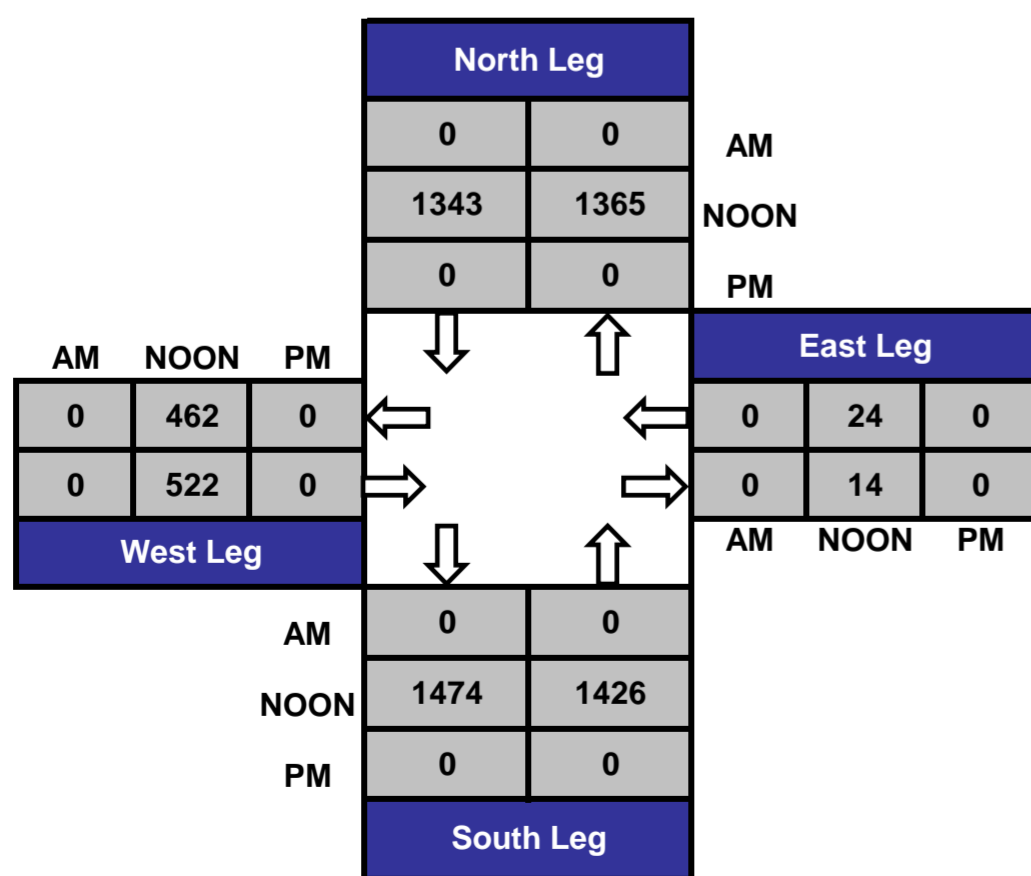 North Leg
0 0
AM
1343 1365
NOON
0 0
PM
East Leg
AM NOON PM
0 462 0
0 24 0
0 522 0
0 14 0
AM NOON PM
West Leg
AM
0 0
NOON
1474 1426
PM
0 0
South Leg